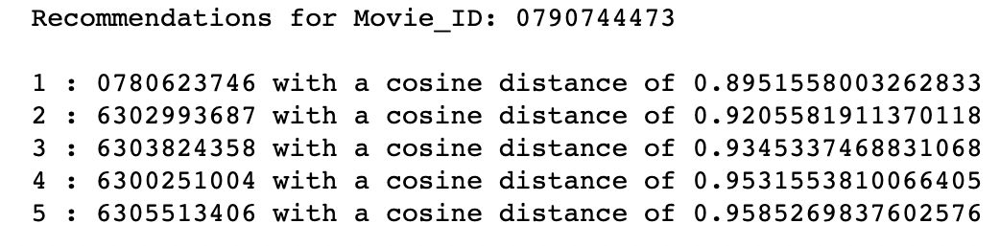 Recommendations for Movie_ID: 0790744473
1 : 0780623746 with a cosine distance of 0.8951558003262833
2 : 6302993687 with a cosine distance of 0.9205581911370118
3 : 6303824358 with a cosine distance of 0.9345337468831068
4 : 6300251004 with a cosine distance of 0.9531553810066405
5 : 6305513406 with a cosine distance of 0.9585269837602576